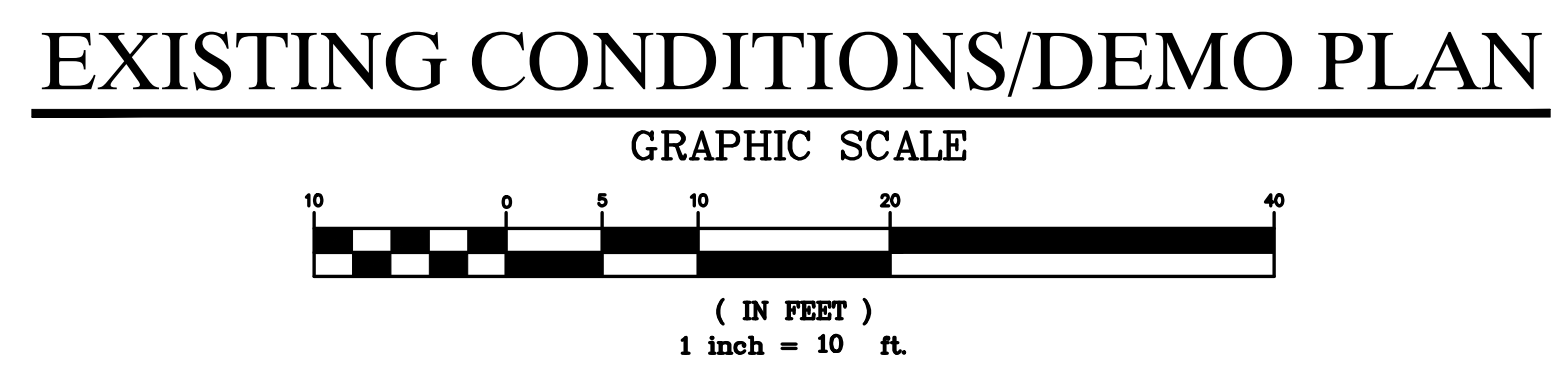 EXISTING CONDITIONS/DEMO PLAN
GRAPHIC SCALE
10 0 5 10 20 40
( IN FEET )
1 inch = 10 ft.